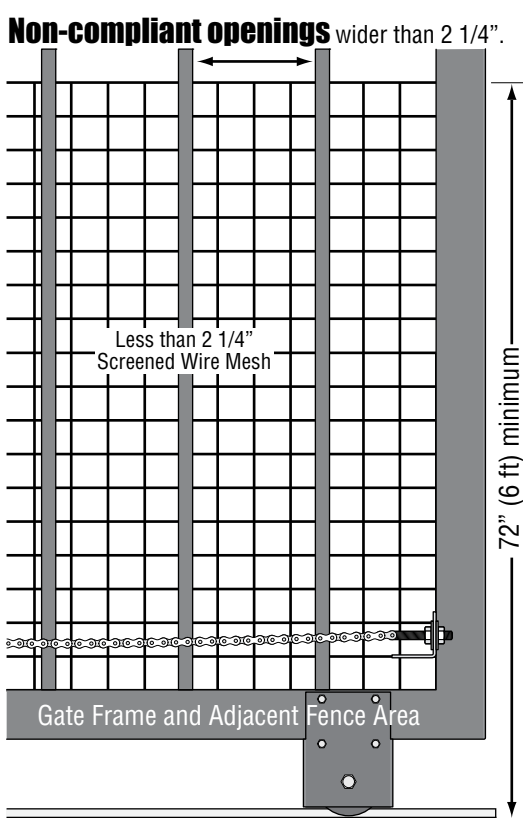 Non-compliant openings wider than 2 1/4”.
Less than 2 1/4”
Screened Wire Mesh
72” (6 ft) minimum
Gate Frame and Adjacent Fence Area